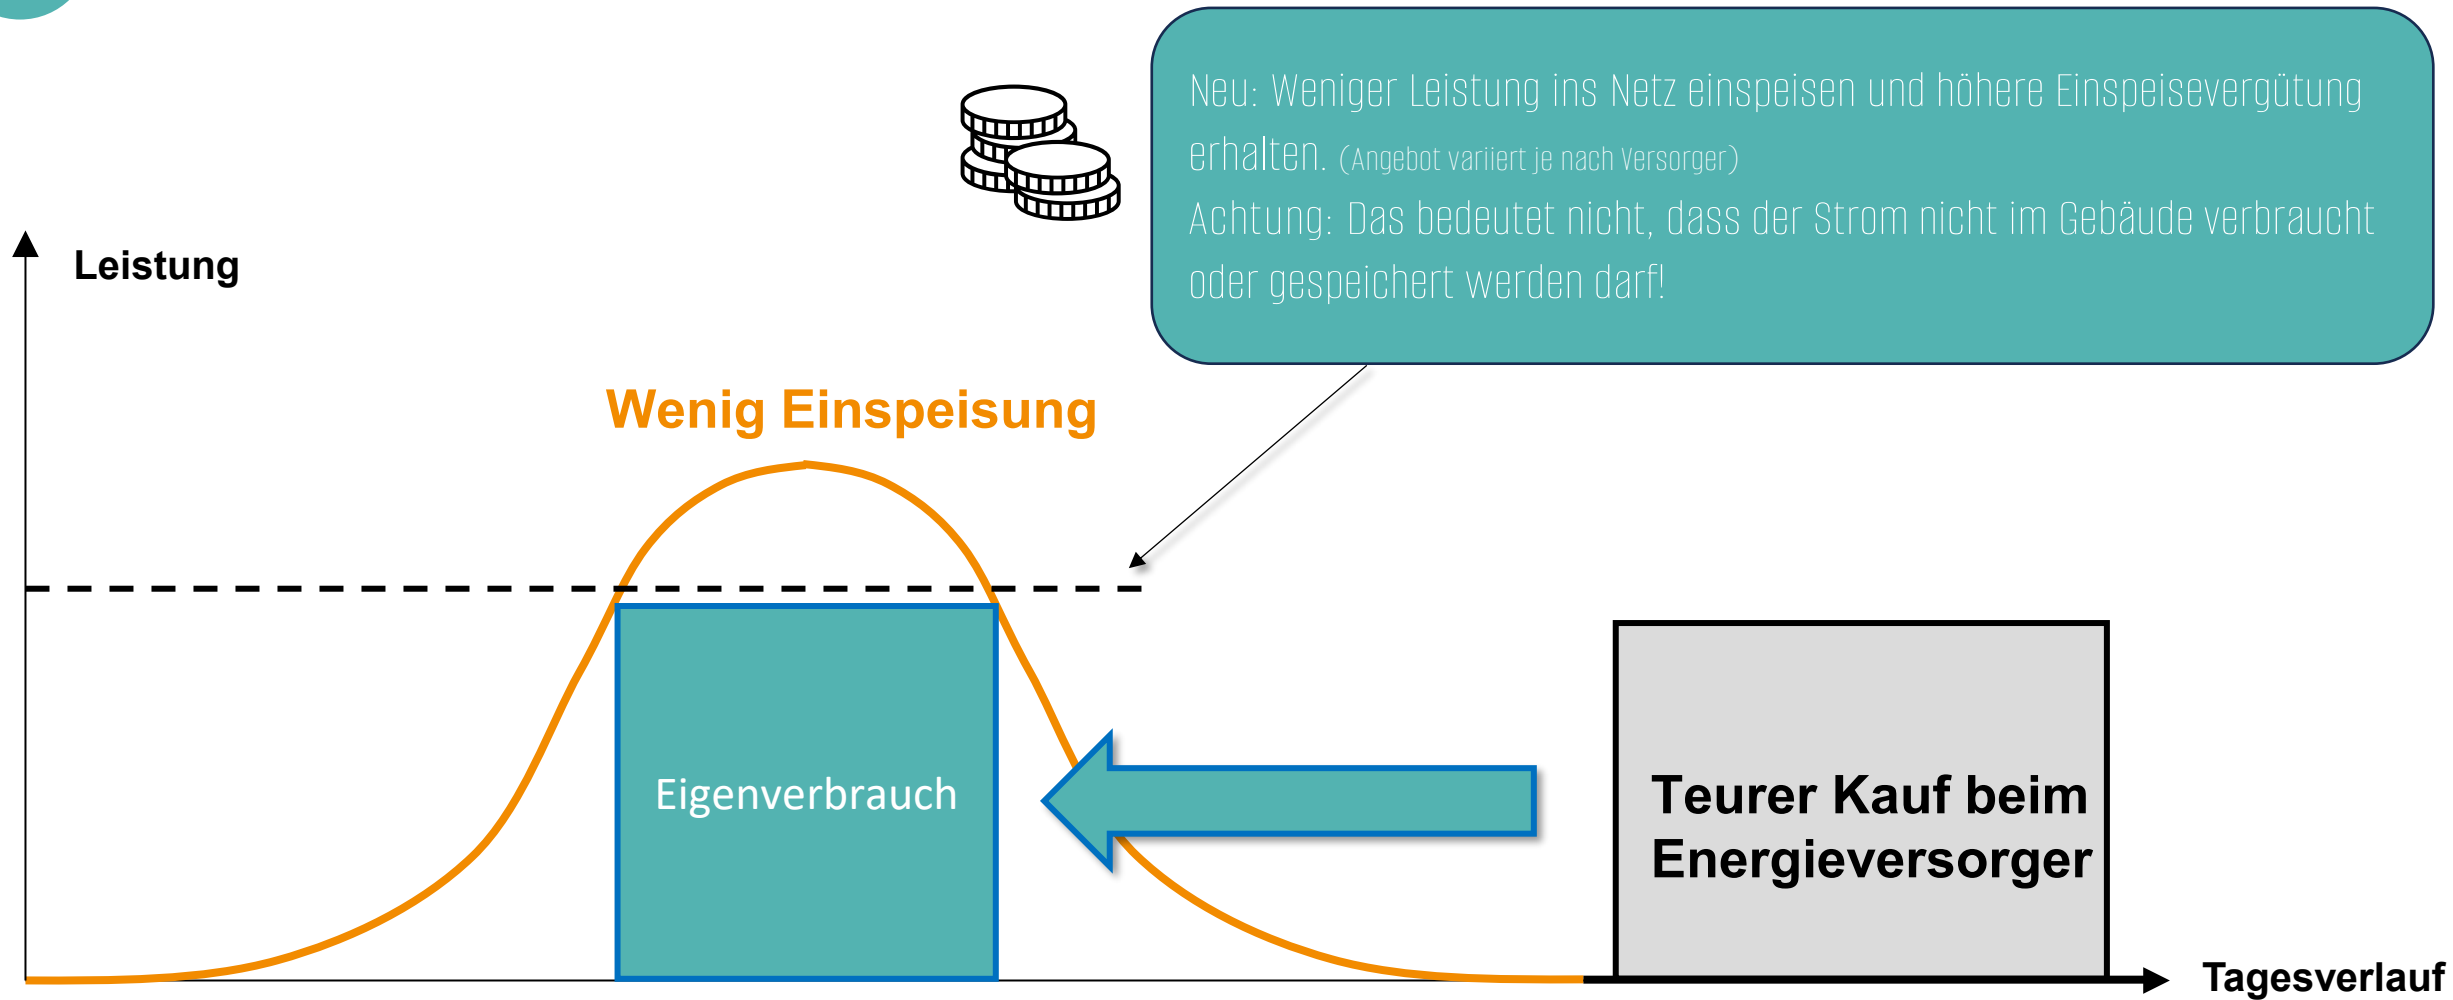 Neu: Weniger Leistung ins Netz einspeisen und höhere Einspeisevergütung
erhalten. (Angebot variiert je nach Versorger)
Achtung: Das bedeutet nicht, dass der Strom nicht im Gebäude verbraucht
oder gespeichert werden darf!
Leistung
Wenig Einspeisung
Eigenverbrauch
Teurer Kauf beim
Energieversorger
Tagesverlauf